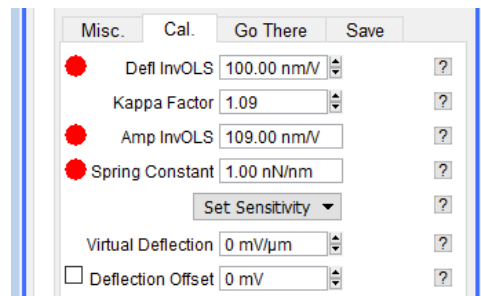 Misc. Cal. Go There Save
Defl InvOLS 100.00 nm/V ?
Kappa Factor 1.09 ?
Amp InvOLS 109.00 nm/V ?
Spring Constant 1.00 nN/nm ?
Set Sensitivity ?
Virtual Deflection 0 mV/µm ?
Deflection Offset 0 mV ?